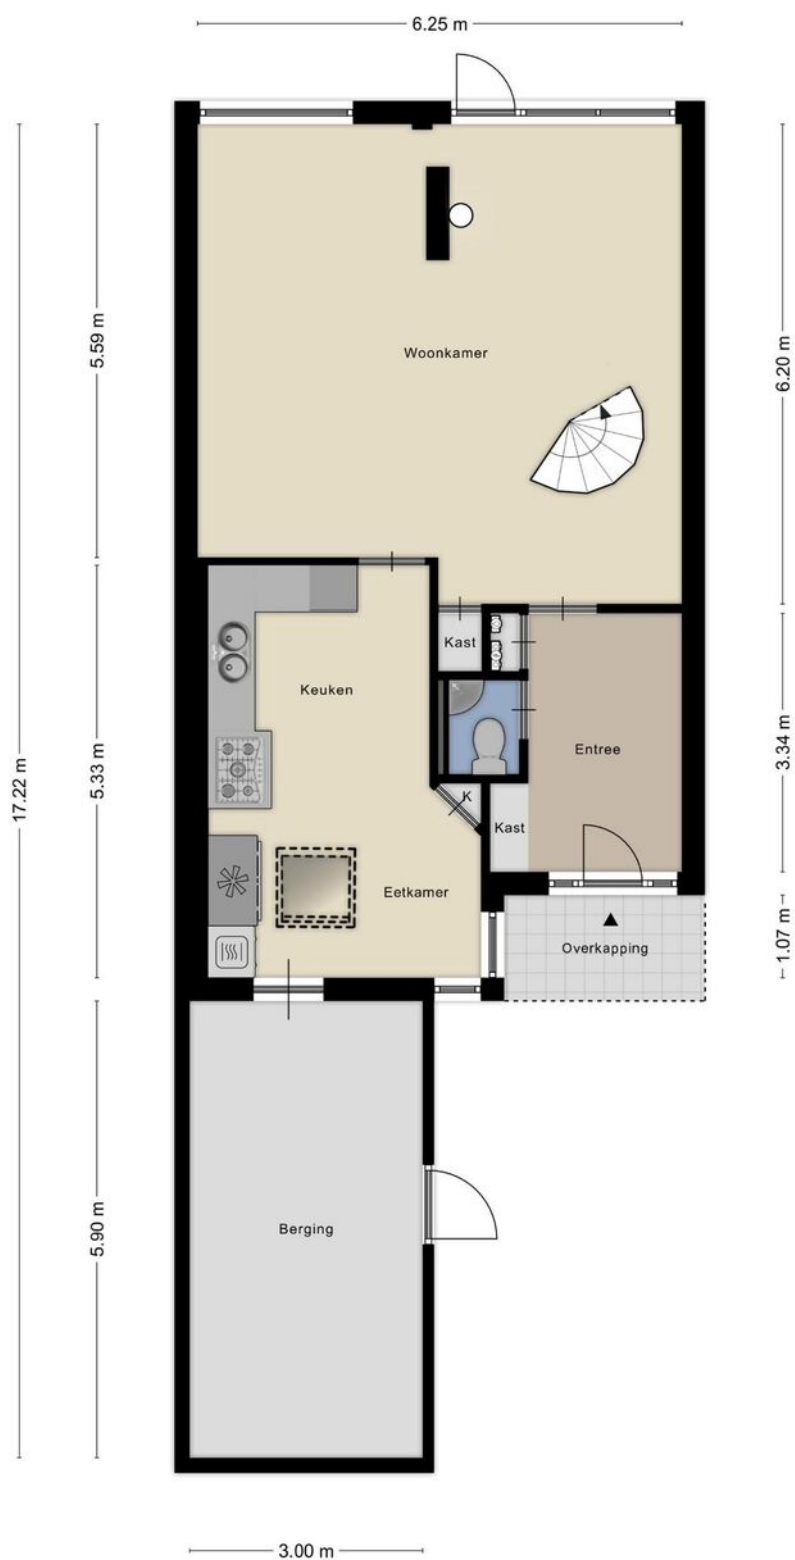 6.25 m
5.59 m
Woonkamer
6.20 m
Kast
Keuken
Entree
3.34 m
5.33 m
17.22 m
K
Kast
Eetkamer
Overkapping
1.07 m
5.90 m
Berging
3.00 m